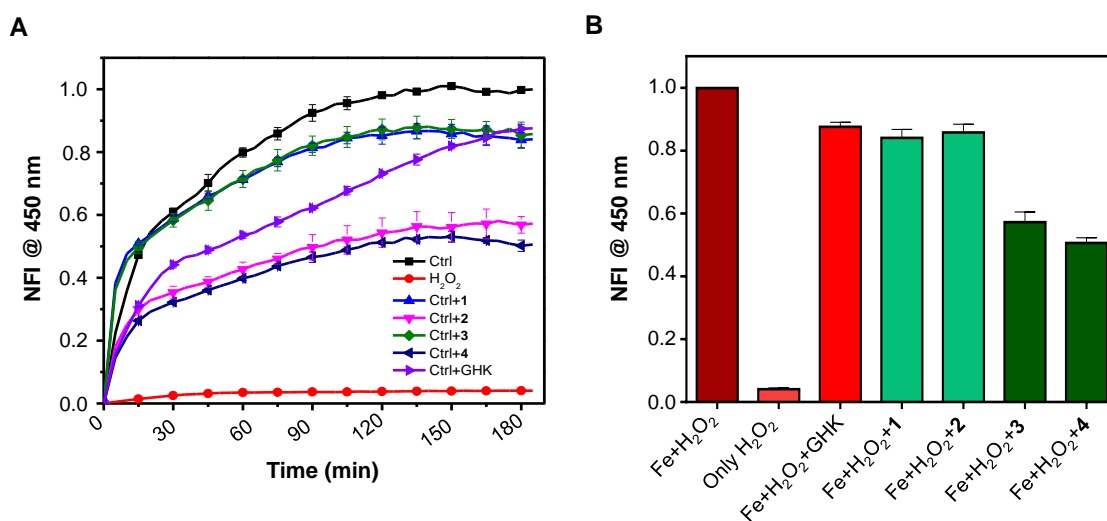 A
NFI @ 450 nm
1.0
0.8
0.6
0.4
0.2
0.0
Ctrl
H₂O₂
Ctrl+1
Ctrl+2
Ctrl+3
Ctrl+4
Ctrl+GHK
0 30 60 90 120 150 180
Time (min)
B
NFI @ 450 nm
1.0
0.8
0.6
0.4
0.2
0.0
Fe+H₂O₂
Only H₂O₂
Fe+H₂O₂+GHK
Fe+H₂O₂+1
Fe+H₂O₂+2
Fe+H₂O₂+3
Fe+H₂O₂+4